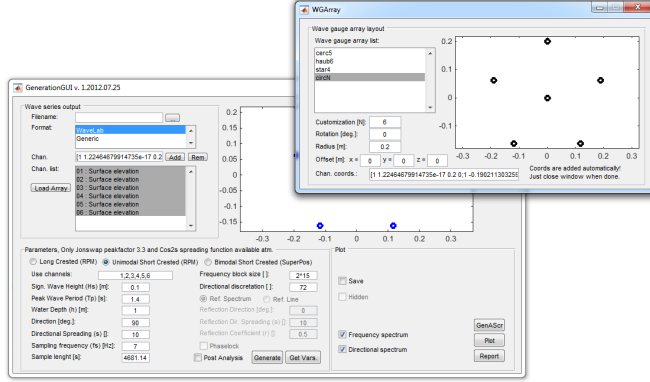 WGArray
Wave gauge array layout
Wave gauge array list:
cerc5
haub6
star4
circN
Customization [N]: 6
Rotation [deg.]: 0
Radius [m]: 0.2
Offset [m]: x = 0 y = 0 z = 0
Chan. coords.: [1 1.22464679914735e-17 0.2 0;1 -0.190211303259
0.2
0.1
0
-0.1
-0.3 -0.2 -0.1 0 0.1 0.2 0.3
Coords are added automatically!
Just close window when done.
GenerationGUI v. 1.2012.07.25
Wave series output
Filename: ...
Format: WaveLab
Generic
Chan. [1 1.22464679914735e-17 0.2 Add Rem
Chan. list: 01 : Surface elevation
02 : Surface elevation
03 : Surface elevation
04 : Surface elevation
05 : Surface elevation
06 : Surface elevation
Load Array
0.2
0.15
0.1
0.05
0
-0.05
-0.1
-0.15
-0.3 -0.2 -0.1 0 0.1 0.2 0.3
Parameters, Only Jonswap peakfactor 3.3 and Cos2s spreading function available atm.
Long Crested (RPM) Unimodal Short Crested (RPM) Bimodal Short Crested (SuperPos)
Use channels: 1,2,3,4,5,6
Sign. Wave Height (Hs) [m]: 0.1
Peak Wave Period (Tp) [s]: 1.4
Water Depth (h) [m]: 1
Direction [deg.]: 90
Directional Spreading (s) []: 10
Sampling frequency (fs) [Hz]: 7
Sample lenght [s]: 4681.14
Frequency block size [ ]: 2^15
Directional discretation [ ]: 72
Ref. Spectrum Ref. Line
Reflection Direction [deg.]: 0
Reflection Dir. Spreading (s) []: 10
Reflection Coefficient (r) []: 0.5
Phaselock
Post Analysis Generate Get Vara.
Plot
Save
Hidden
Frequency spectrum
Directional spectrum
GenAScr
Plot
Report